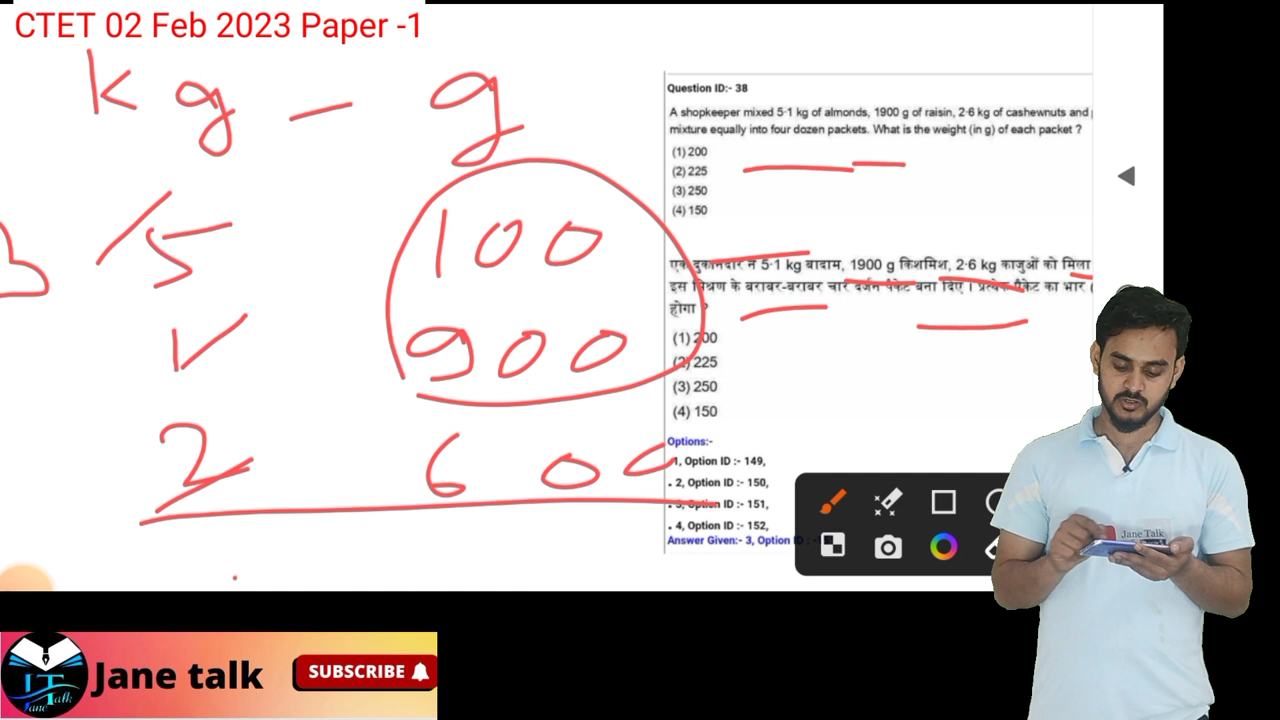 CTET 02 Feb 2023 Paper -1
kg - g
5 100
1 900
2 600
Question ID:- 38
A shopkeeper mixed 5·1 kg of almonds, 1900 g of raisin, 2·6 kg of cashewnuts and
mixture equally into four dozen packets. What is the weight (in g) of each packet ?
(1) 200
(2) 225
(3) 250
(4) 150
एक दुकानदार ने 5·1 kg बादाम, 1900 g किशमिश, 2·6 kg काजुओं को मिला
इस मिश्रण के बराबर-बराबर चार दर्जन पैकेट बना दिए । प्रत्येक पैकेट का भार (
होगा ?
(1) 200
(2) 225
(3) 250
(4) 150
Options:-
1, Option ID :- 149,
. 2, Option ID :- 150,
. 3, Option ID :- 151,
. 4, Option ID :- 152,
Answer Given:- 3, Option
Jane Talk
Jane talk
SUBSCRIBE